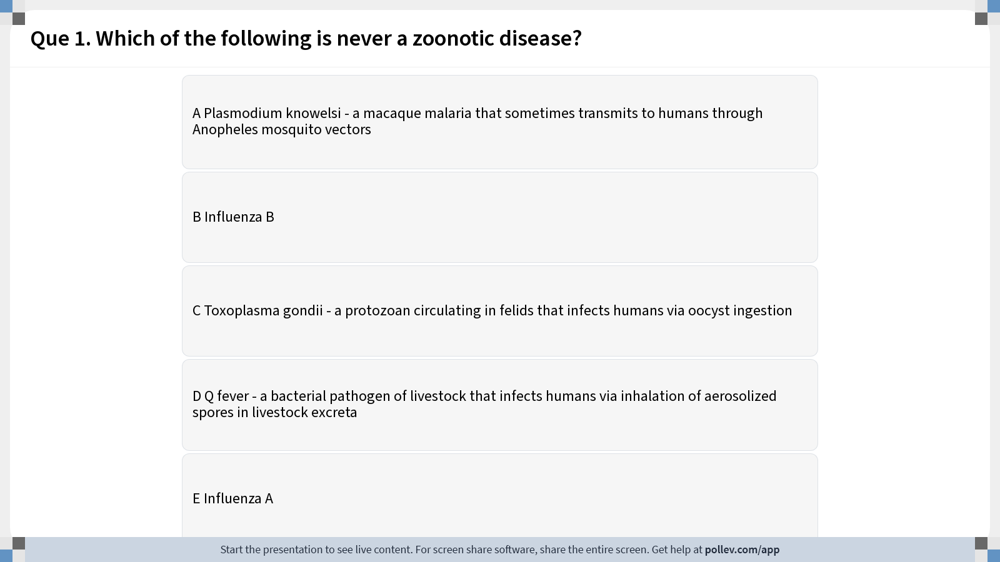 Que 1. Which of the following is never a zoonotic disease?
A Plasmodium knowelsi - a macaque malaria that sometimes transmits to humans through
Anopheles mosquito vectors
B Influenza B
C Toxoplasma gondii - a protozoan circulating in felids that infects humans via oocyst ingestion
D Q fever - a bacterial pathogen of livestock that infects humans via inhalation of aerosolized
spores in livestock excreta
E Influenza A
Start the presentation to see live content. For screen share software, share the entire screen. Get help at pollev.com/app